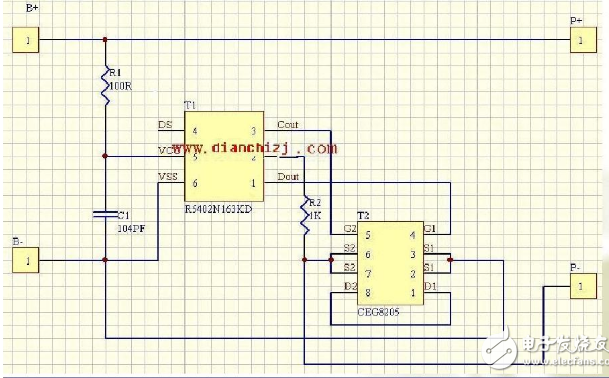 B+
1
P+
1
R1
100R
T1
DS
4
3
Cout
VCC
5
2
VSS
6
1
Dout
R5402N163KD
www.dianchizj.com
R2
1K
C1
104PF
B-
1
T2
G2
5
4
G1
S2
6
3
S1
S2
7
2
S1
D2
8
1
D1
CEG8205
P-
1
电子发烧友
www.elecfans.com